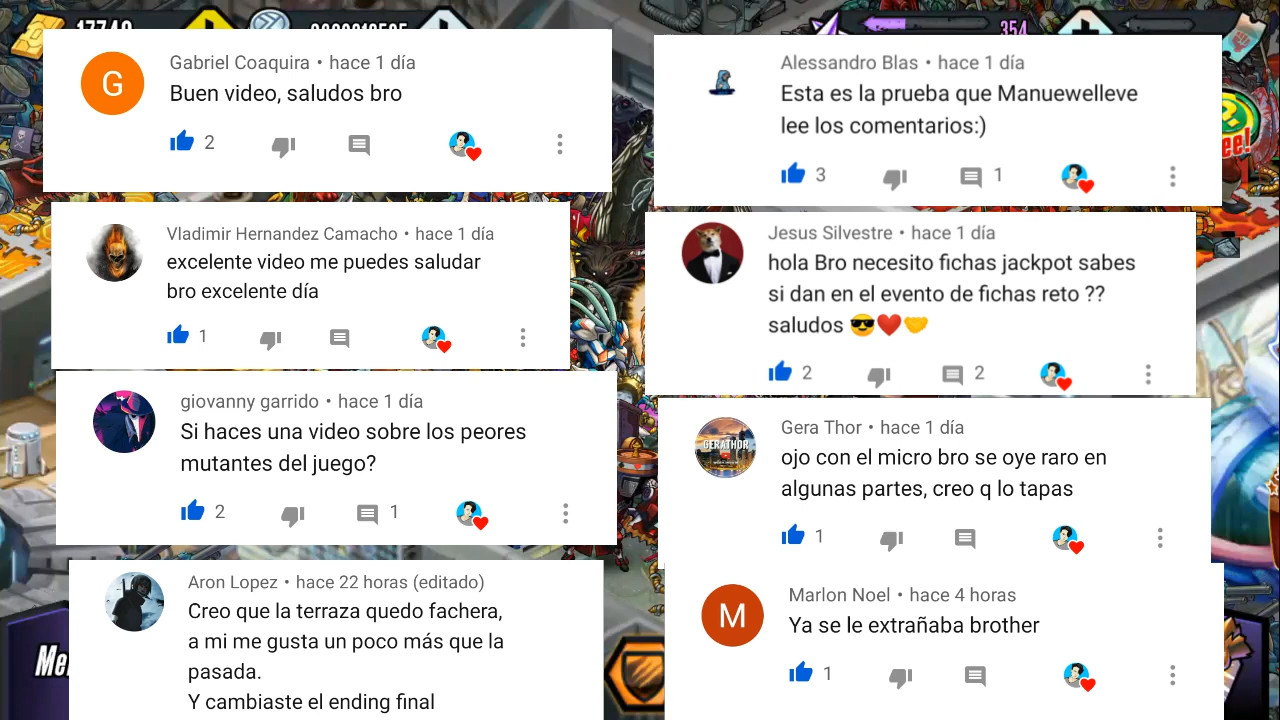 17740
354
Gabriel Coaquira • hace 1 día
G
Buen video, saludos bro
2
Vladimir Hernandez Camacho • hace 1 día
excelente video me puedes saludar
bro excelente día
1
giovanny garrido • hace 1 día
Si haces una video sobre los peores
mutantes del juego?
2
1
Aron Lopez • hace 22 horas (editado)
Creo que la terraza quedo fachera,
a mi me gusta un poco más que la
pasada.
Y cambiaste el ending final
Alessandro Blas • hace 1 día
Esta es la prueba que Manuewelleve
lee los comentarios:)
3
1
Jesus Silvestre • hace 1 día
hola Bro necesito fichas jackpot sabes
si dan en el evento de fichas reto ??
saludos 😎❤️🤝
2
2
Gera Thor • hace 1 día
GERATHOR
ojo con el micro bro se oye raro en
algunas partes, creo q lo tapas
1
Marlon Noel • hace 4 horas
M
Ya se le extrañaba brother
1